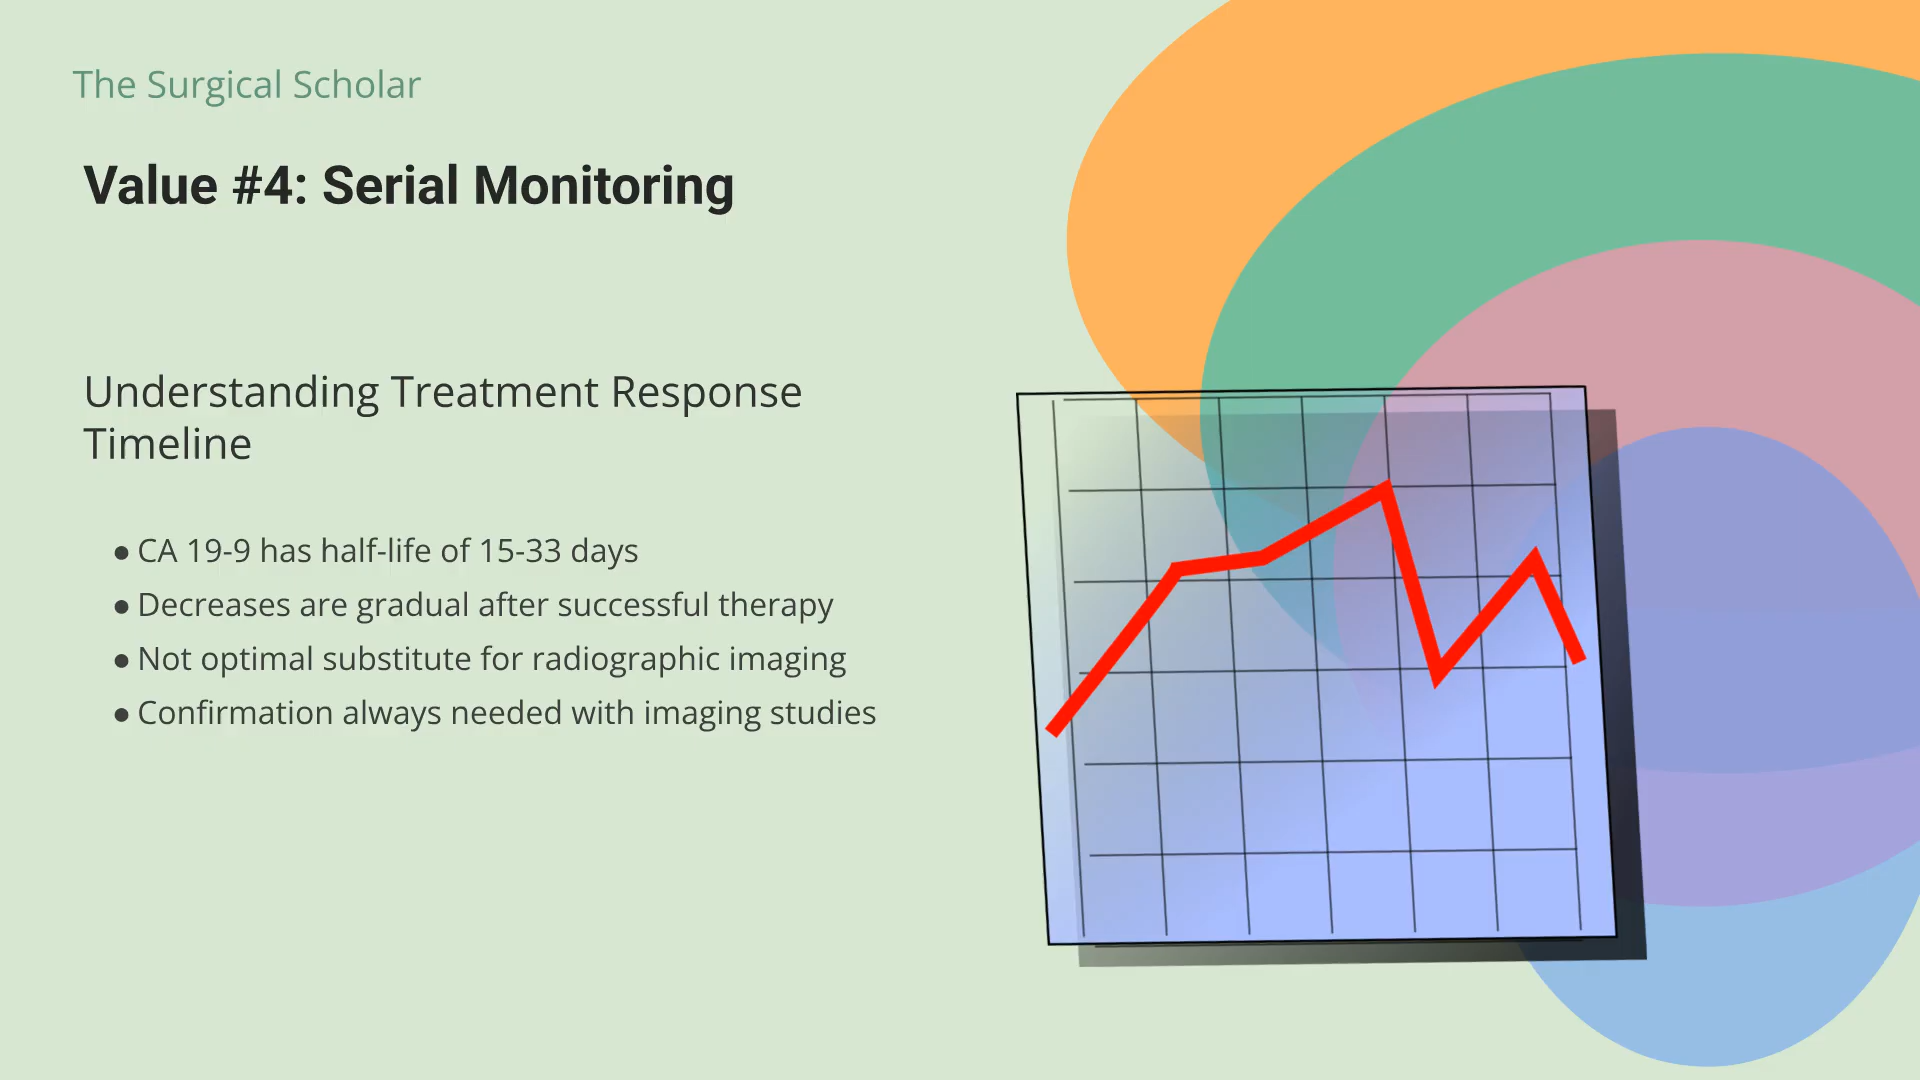 The Surgical Scholar
Value #4: Serial Monitoring
Understanding Treatment Response
Timeline
● CA 19-9 has half-life of 15-33 days
● Decreases are gradual after successful therapy
● Not optimal substitute for radiographic imaging
● Confirmation always needed with imaging studies